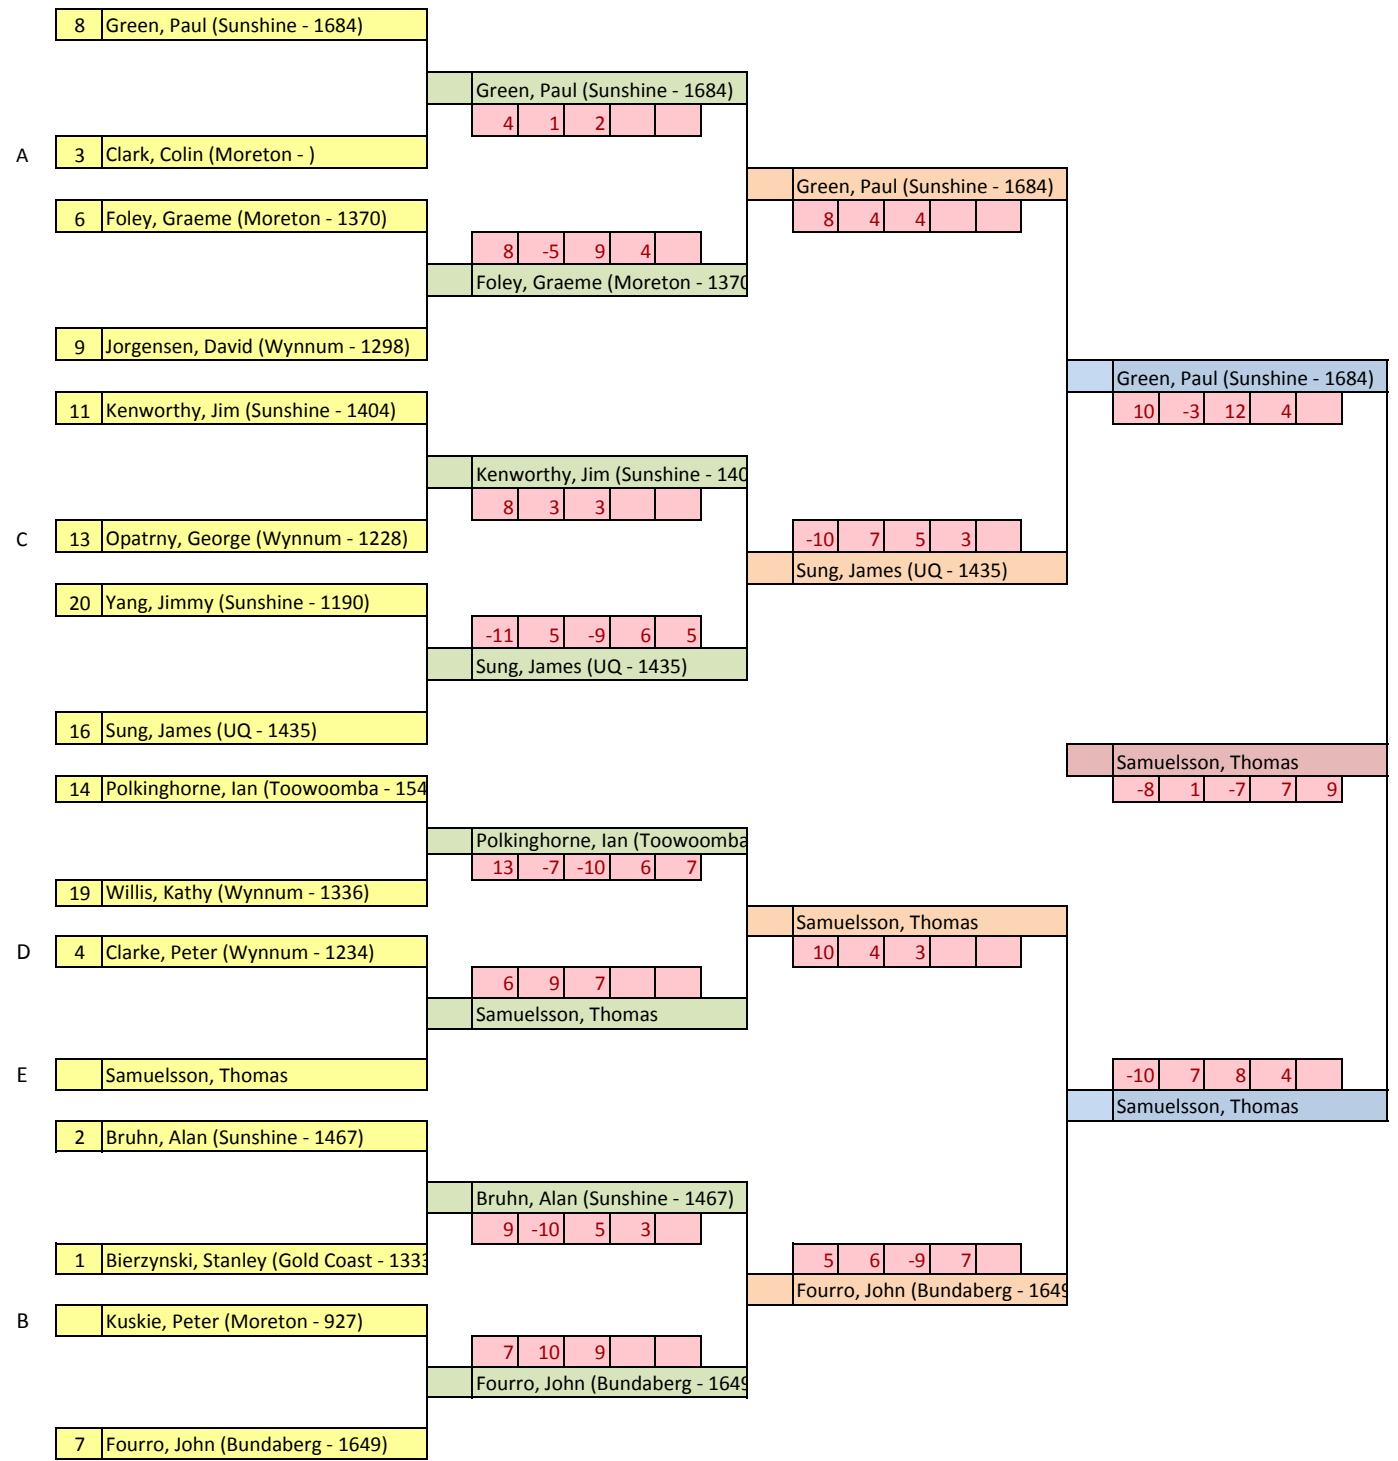 8 Green, Paul (Sunshine - 1684)
Green, Paul (Sunshine - 1684)
4 1 2
A 3 Clark, Colin (Moreton - )
Green, Paul (Sunshine - 1684)
6 Foley, Graeme (Moreton - 1370)
8 4 4
8 -5 9 4
Foley, Graeme (Moreton - 1370
9 Jorgensen, David (Wynnum - 1298)
Green, Paul (Sunshine - 1684)
11 Kenworthy, Jim (Sunshine - 1404)
10 -3 12 4
Kenworthy, Jim (Sunshine - 140
8 3 3
C 13 Opatrny, George (Wynnum - 1228)
-10 7 5 3
Sung, James (UQ - 1435)
20 Yang, Jimmy (Sunshine - 1190)
-11 5 -9 6 5
Sung, James (UQ - 1435)
16 Sung, James (UQ - 1435)
Samuelsson, Thomas
14 Polkinghorne, Ian (Toowoomba - 154
-8 1 -7 7 9
Polkinghorne, Ian (Toowoomba
13 -7 -10 6 7
19 Willis, Kathy (Wynnum - 1336)
Samuelsson, Thomas
D 4 Clarke, Peter (Wynnum - 1234)
10 4 3
6 9 7
Samuelsson, Thomas
E Samuelsson, Thomas
-10 7 8 4
Samuelsson, Thomas
2 Bruhn, Alan (Sunshine - 1467)
Bruhn, Alan (Sunshine - 1467)
9 -10 5 3
1 Bierzynski, Stanley (Gold Coast - 1333
5 6 -9 7
Fourro, John (Bundaberg - 1649
B Kuskie, Peter (Moreton - 927)
7 10 9
Fourro, John (Bundaberg - 1649
7 Fourro, John (Bundaberg - 1649)